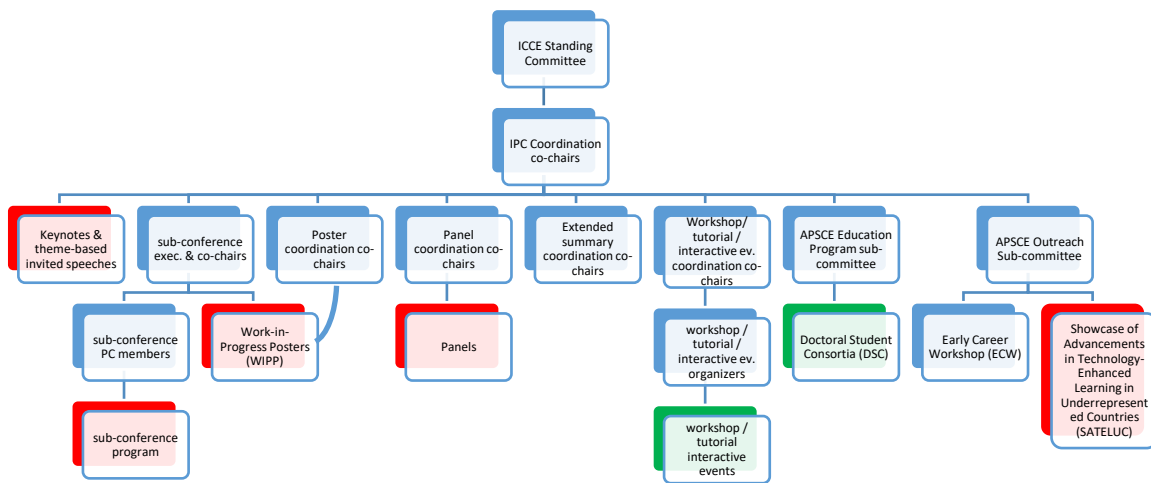 ICCE Standing
Committee
IPC Coordination
co-chairs
Keynotes &
theme-based
invited speeches
sub-conference
exec. & co-chairs
Poster
coordination co-
chairs
Panel
coordination co-
chairs
Extended
summary
coordination co-
chairs
Workshop/
tutorial /
interactive ev.
coordination co-
chairs
APSCE Education
Program sub-
committee
APSCE Outreach
Sub-committee
sub-conference
PC members
Work-in-
Progress Posters
(WIPP)
Panels
workshop /
tutorial /
interactive ev.
organizers
Doctoral Student
Consortia (DSC)
Early Career
Workshop (ECW)
Showcase of
Advancements
in Technology-
Enhanced
Learning in
Underrepresent
ed Countries
(SATELUC)
sub-conference
program
workshop /
tutorial
interactive
events